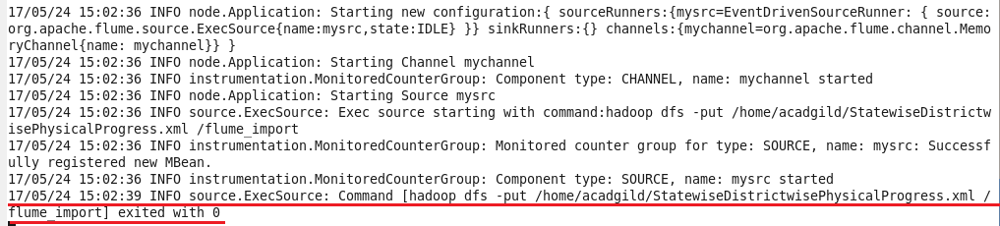 17/05/24 15:02:36 INFO node.Application: Starting new configuration:{ sourceRunners:{mysrc=EventDrivenSourceRunner: { source:
org.apache.flume.source.ExecSource{name:mysrc,state:IDLE} }} sinkRunners:{} channels:{mychannel=org.apache.flume.channel.Memo
ryChannel{name: mychannel}} }
17/05/24 15:02:36 INFO node.Application: Starting Channel mychannel
17/05/24 15:02:36 INFO instrumentation.MonitoredCounterGroup: Component type: CHANNEL, name: mychannel started
17/05/24 15:02:36 INFO node.Application: Starting Source mysrc
17/05/24 15:02:36 INFO source.ExecSource: Exec source starting with command:hadoop dfs -put /home/acadgild/StatewiseDistrictw
isePhysicalProgress.xml /flume_import
17/05/24 15:02:36 INFO instrumentation.MonitoredCounterGroup: Monitored counter group for type: SOURCE, name: mysrc: Successf
ully registered new MBean.
17/05/24 15:02:36 INFO instrumentation.MonitoredCounterGroup: Component type: SOURCE, name: mysrc started
17/05/24 15:02:39 INFO source.ExecSource: Command [hadoop dfs -put /home/acadgild/StatewiseDistrictwisePhysicalProgress.xml /
flume_import] exited with 0